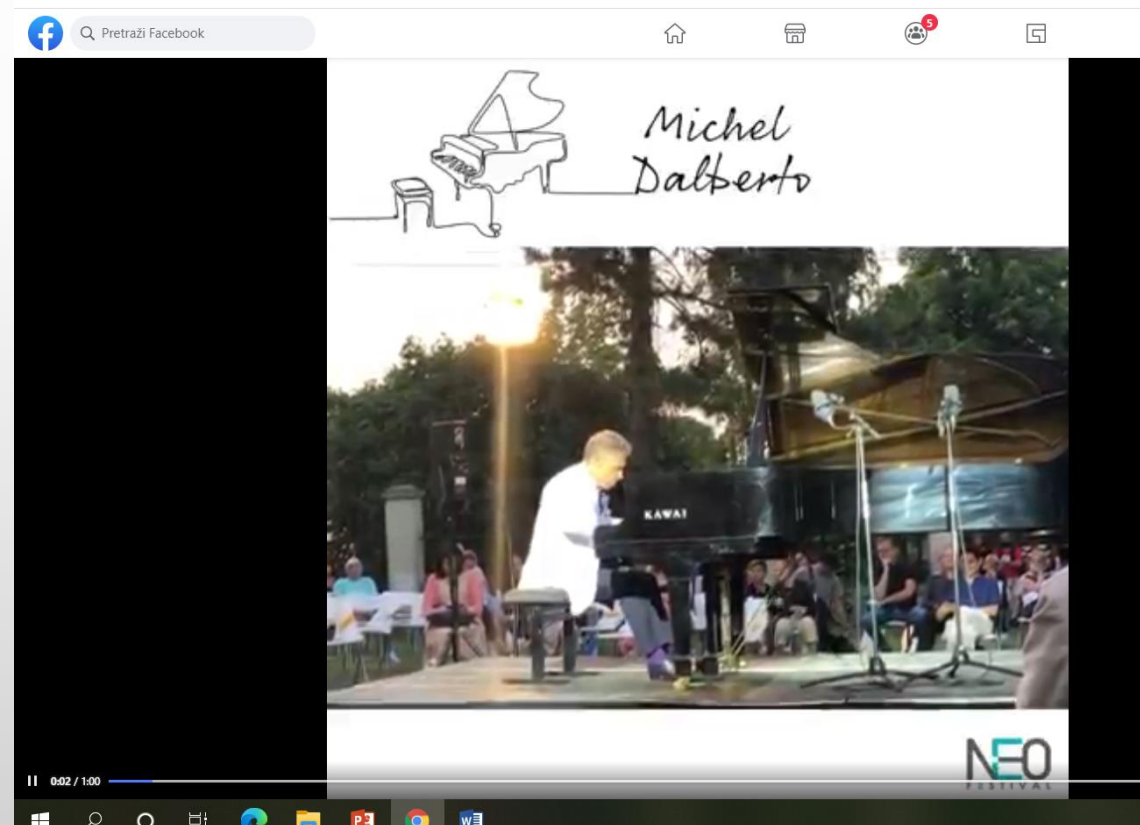 Pretraži Facebook
5
Michel
Dalberto
KAWAI
NEO
FESTIVAL
0:02 / 1:00